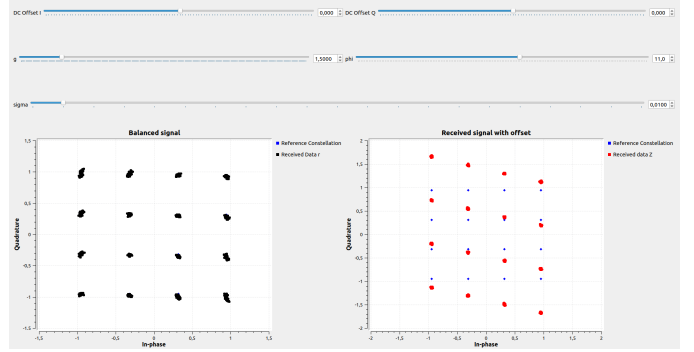 DC Offset I 0,000 DC Offset Q 0,000
g 1,5000 phi 11,0
sigma 0,0100
Balanced signal
1,5
1
0,5
0
-0,5
-1
-1,5
Quadrature
-1,5 -1 -0,5 0 0,5 1 1,5
In-phase
Reference Constellation
Received Data r
Received signal with offset
2
1,5
1
0,5
0
-0,5
-1
-1,5
-2
Quadrature
-2 -1,5 -1 -0,5 0 0,5 1 1,5 2
In-phase
Reference Constellation
Received data Z